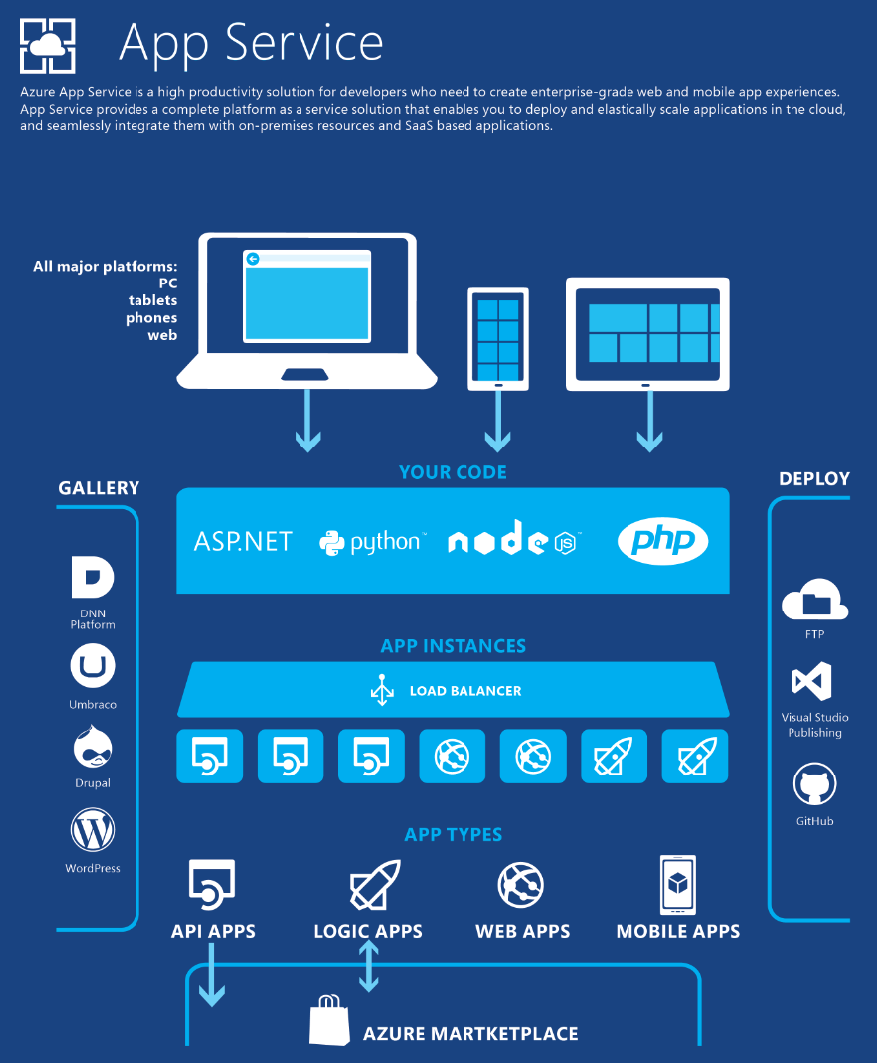 App Service
Azure App Service is a high productivity solution for developers who need to create enterprise-grade web and mobile app experiences.
App Service provides a complete platform as a service solution that enables you to deploy and elastically scale applications in the cloud,
and seamlessly integrate them with on-premises resources and SaaS based applications.
All major platforms:
PC
tablets
phones
web
YOUR CODE
ASP.NET
python™
node JS™
php
GALLERY
DNN
Platform
Umbraco
Drupal
WordPress
DEPLOY
FTP
Visual Studio
Publishing
GitHub
APP INSTANCES
LOAD BALANCER
APP TYPES
API APPS
LOGIC APPS
WEB APPS
MOBILE APPS
AZURE MARTKETPLACE